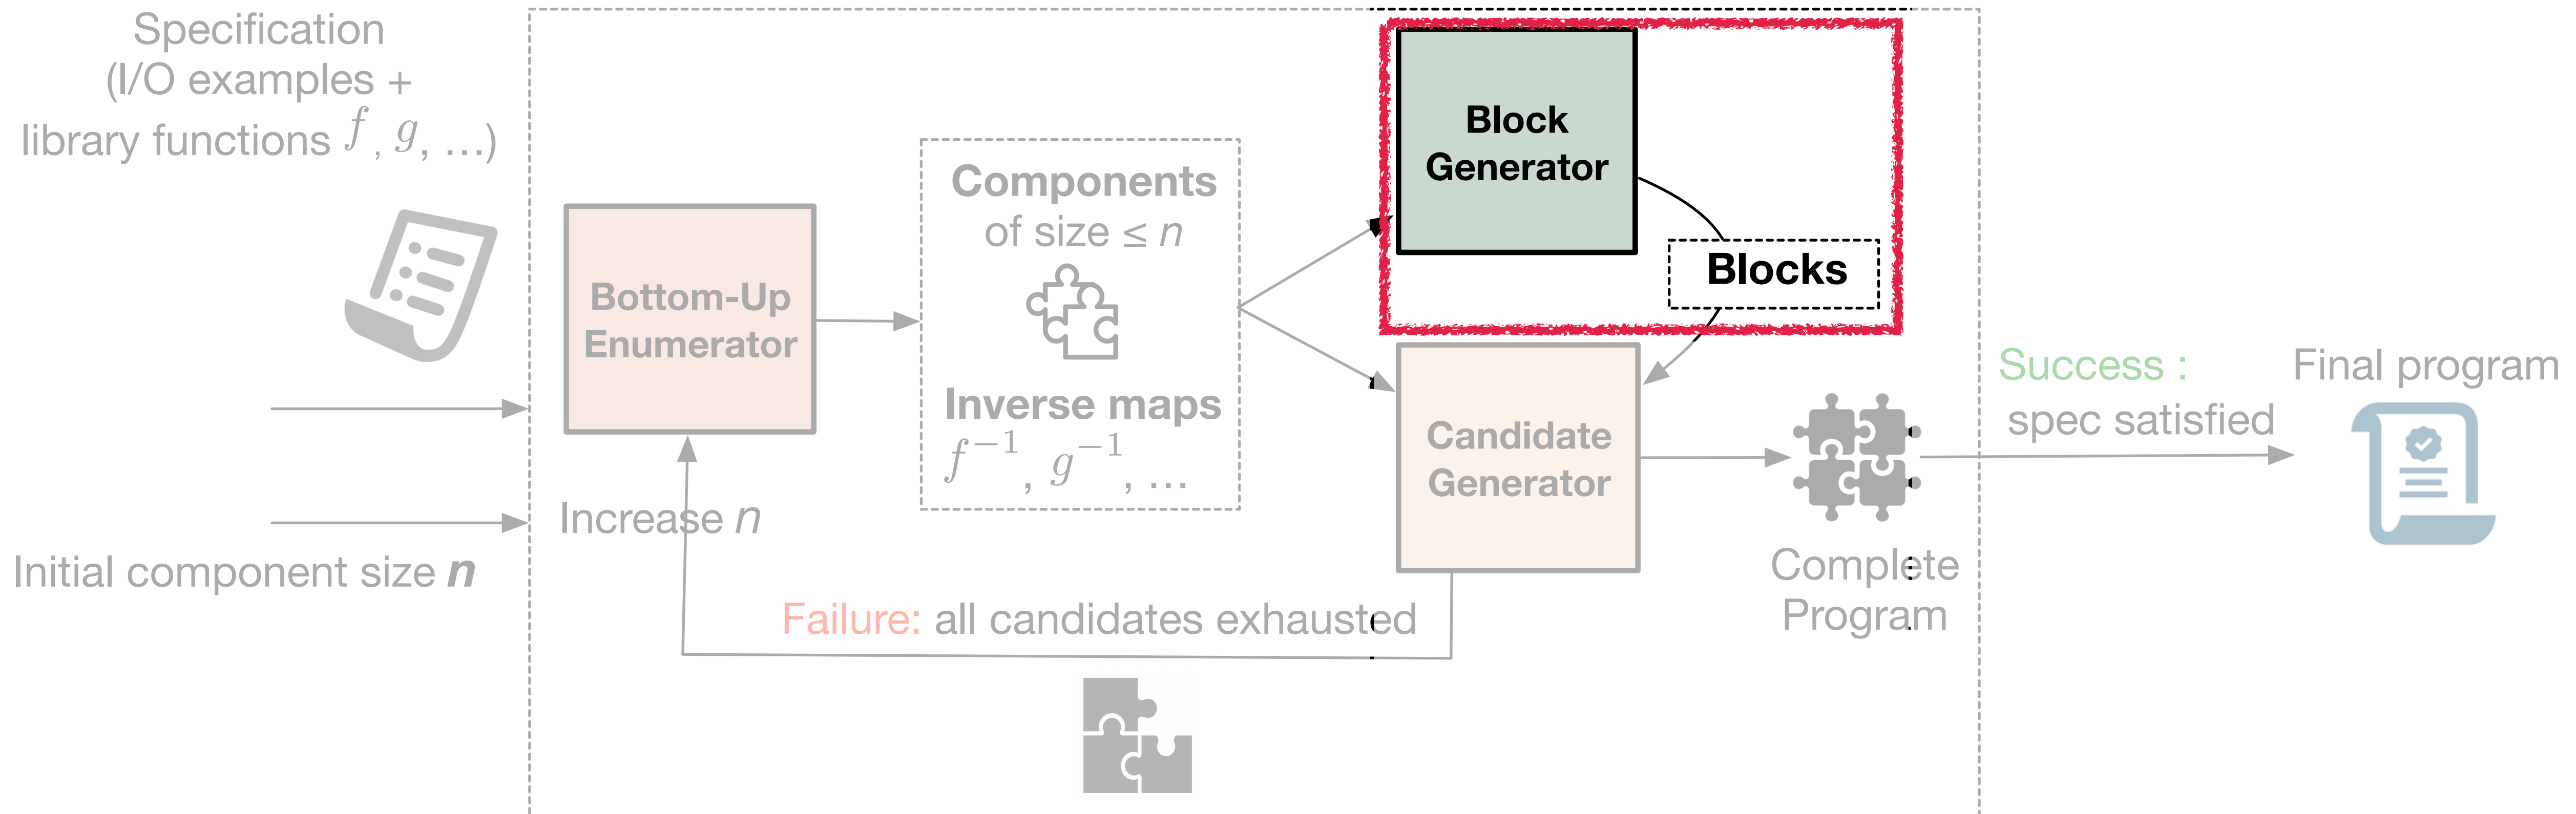 Specification
(I/O examples +
library functions f, g, ...)
Initial component size n
Bottom-Up
Enumerator
Increase n
Components
of size ≤ n
Inverse maps
f⁻¹, g⁻¹, ...
Block
Generator
Blocks
Candidate
Generator
Failure: all candidates exhausted
Complete
Program
Success :
spec satisfied
Final program